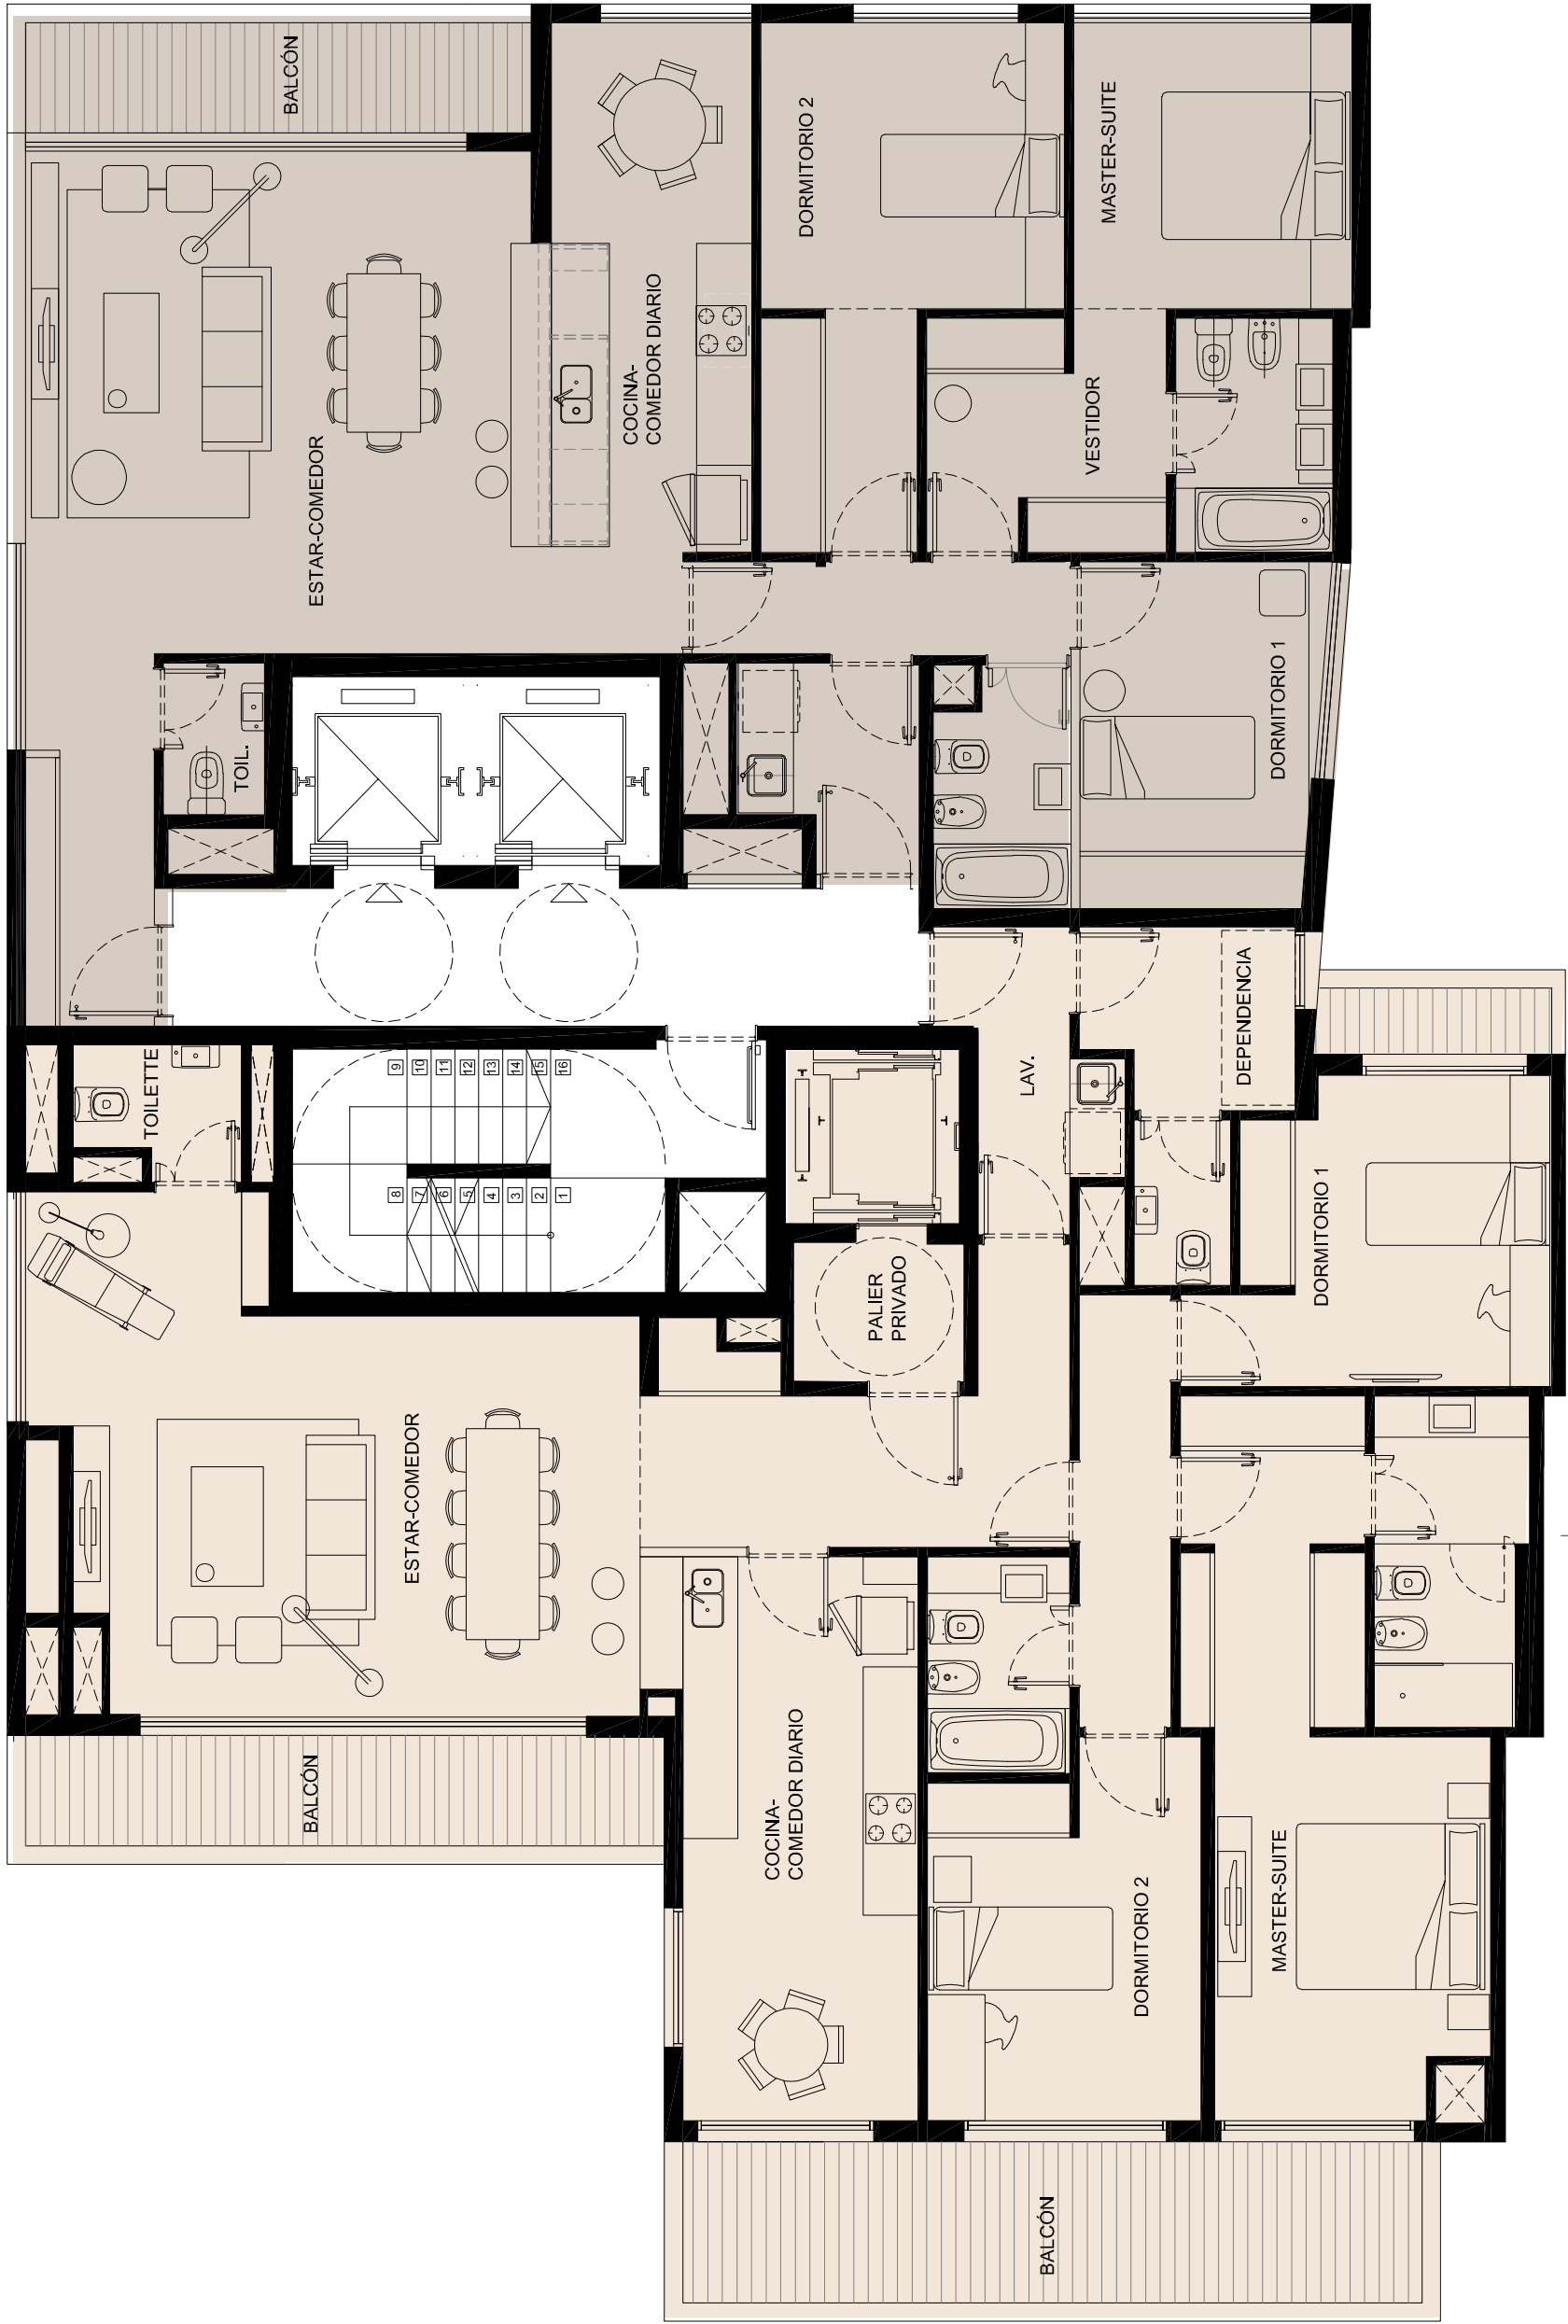 BALCÓN
DORMITORIO 2
MASTER-SUITE
COCINA-
COMEDOR DIARIO
ESTAR-COMEDOR
VESTIDOR
TOIL.
DORMITORIO 1
DEPENDENCIA
LAV.
TOILETTE
9
10
11
12
13
14
15
16
8
7
6
5
4
3
2
1
PALIER
PRIVADO
DORMITORIO 1
ESTAR-COMEDOR
BALCÓN
COCINA-
COMEDOR DIARIO
DORMITORIO 2
MASTER-SUITE
BALCÓN